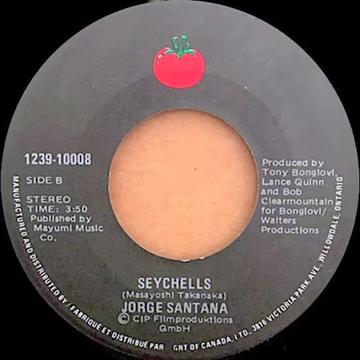 1239-10008
SIDE B
STEREO
TIME: 3:50
Published by
Mayumi Music
Co.
Produced by
Tony Bongiovi,
Lance Quinn
and Bob
Clearmountain
for Bongiovi/
Walters
Productions
SEYCHELLS
(Masayoshi Takanaka)
JORGE SANTANA
© CIP Filmproduktions
GmbH
MANUFACTURED AND DISTRIBUTED BY / FABRIQUE ET DISTRIBUE PAR: GRT OF CANADA LTD., 3816 VICTORIA PARK AVE, WILLOWDALE, ONTARIO